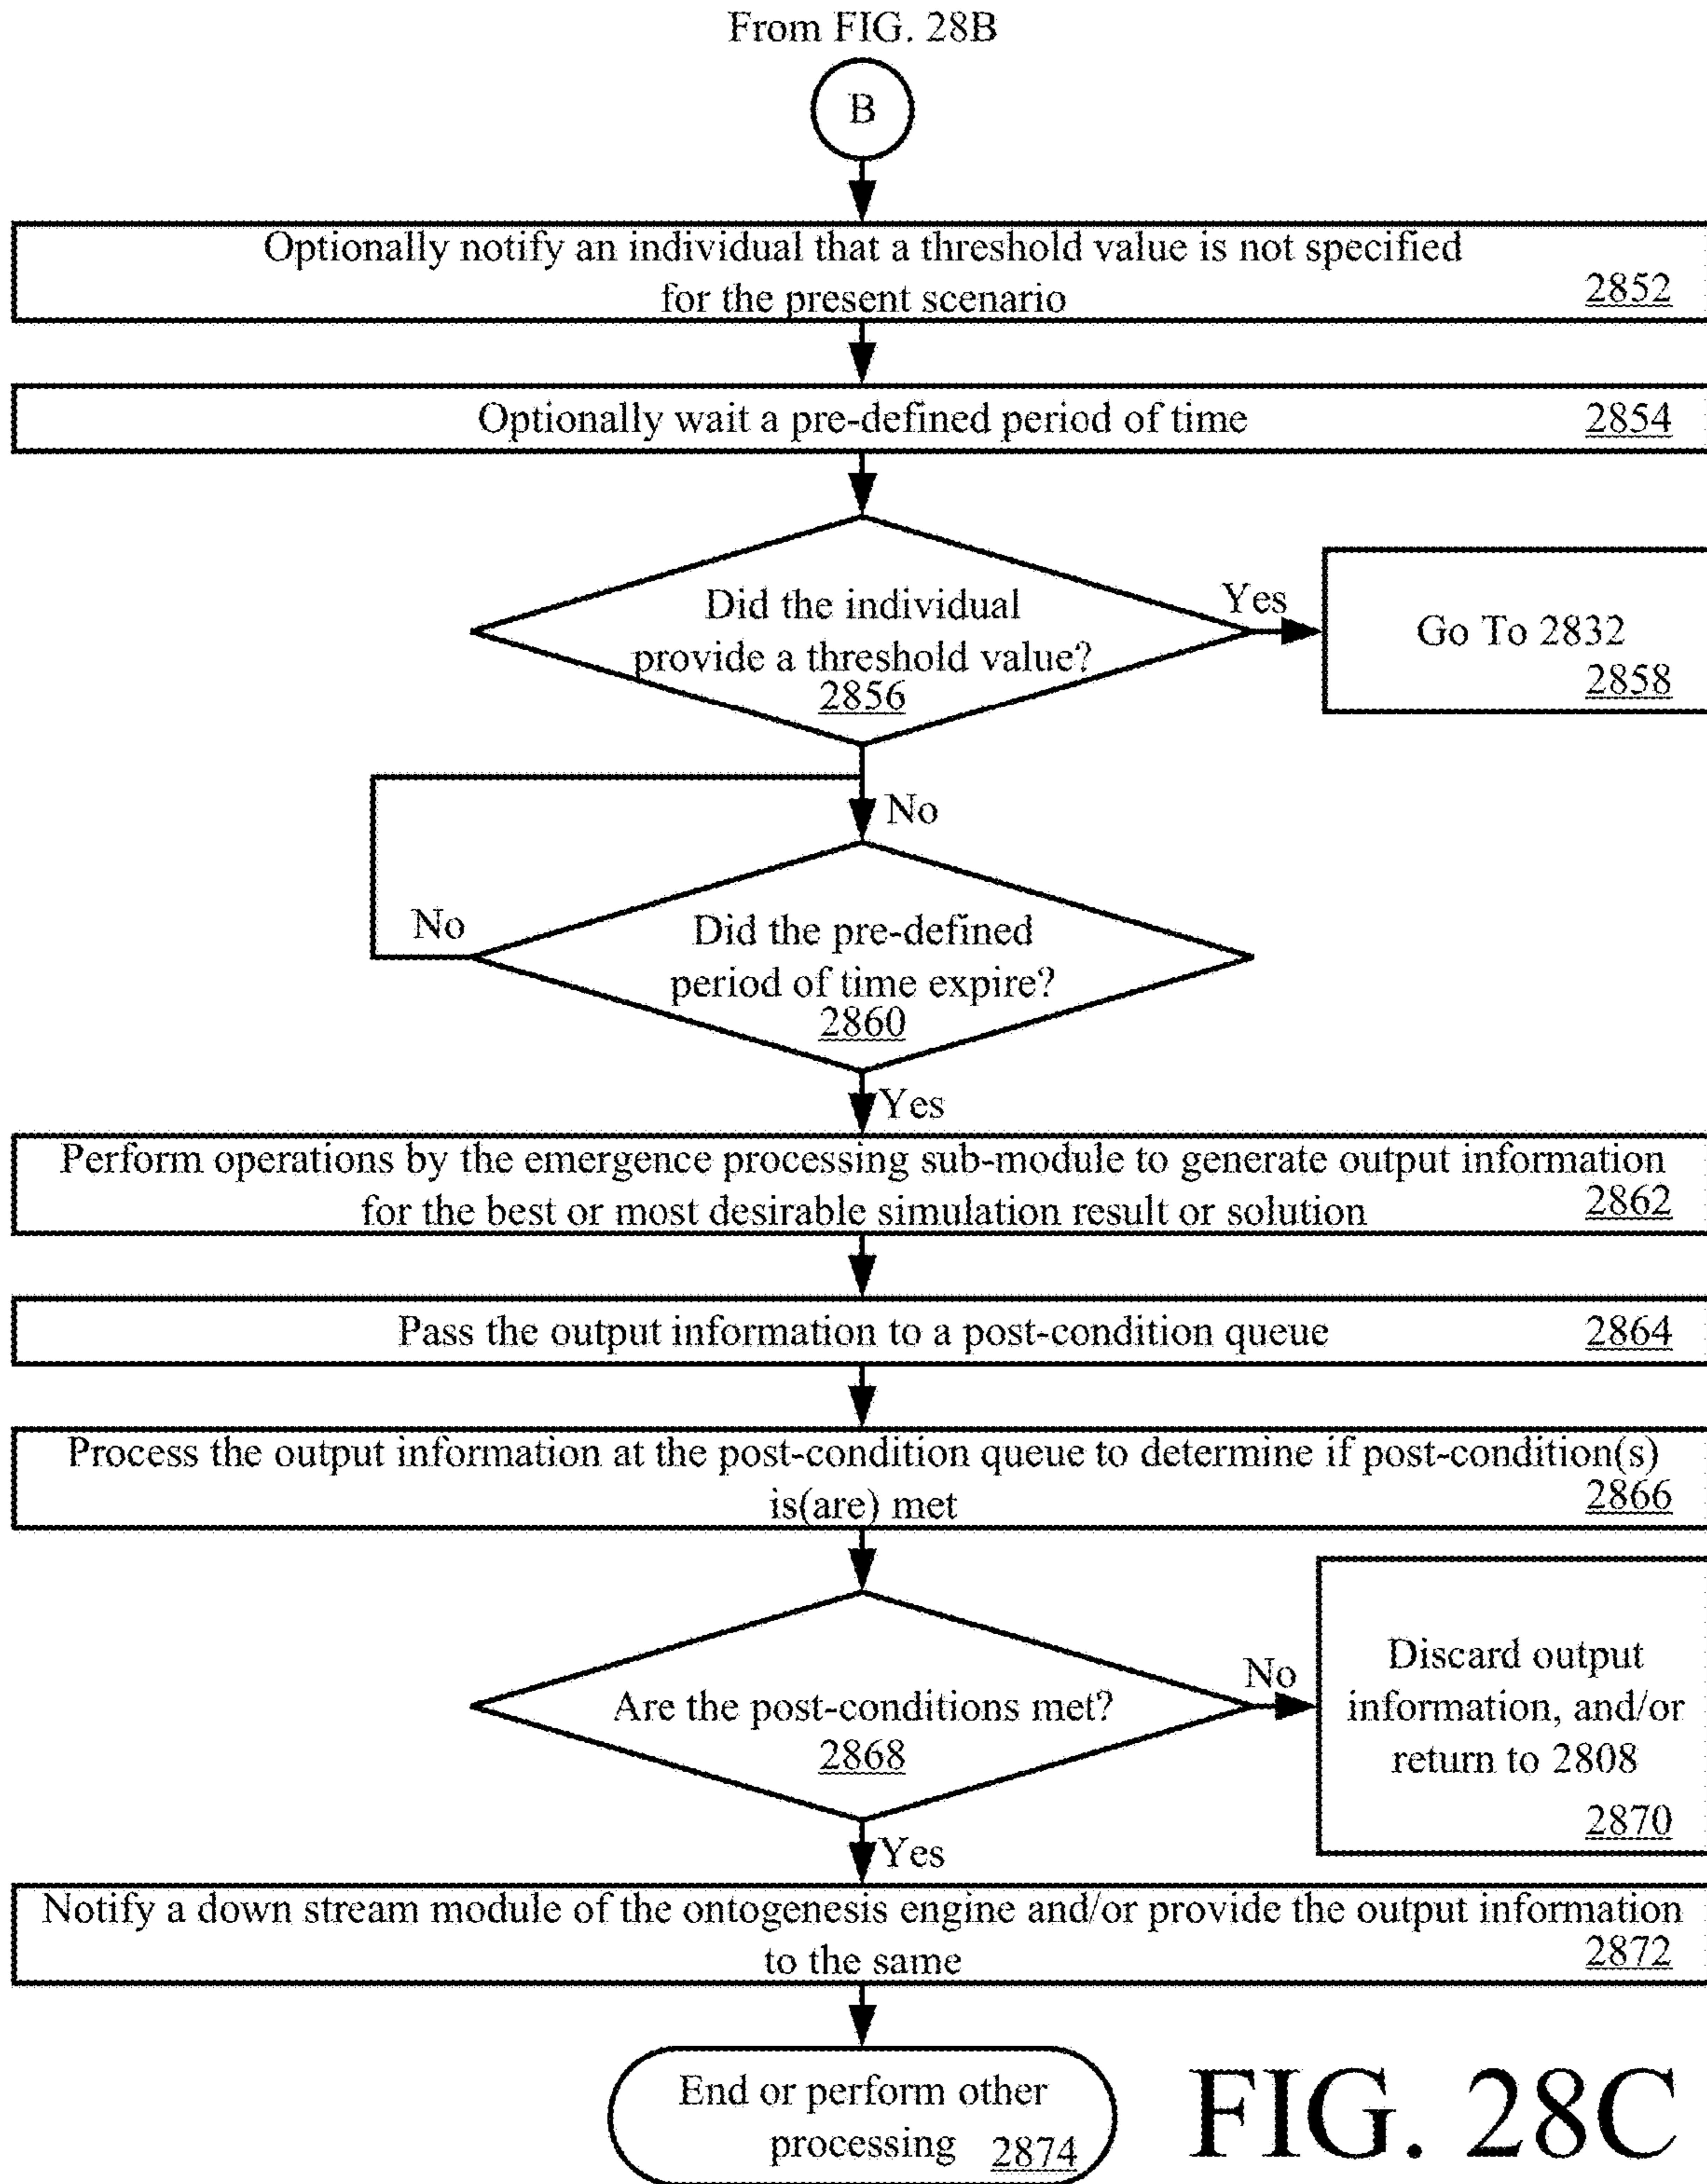 From FIG. 28B
B
Optionally notify an individual that a threshold value is not specified
for the present scenario
2852
Optionally wait a pre-defined period of time
2854
Did the individual
provide a threshold value?
2856
Yes
Go To 2832
2858
No
Did the pre-defined
period of time expire?
2860
No
Yes
Perform operations by the emergence processing sub-module to generate output information
for the best or most desirable simulation result or solution
2862
Pass the output information to a post-condition queue
2864
Process the output information at the post-condition queue to determine if post-condition(s)
is(are) met
2866
Are the post-conditions met?
2868
No
Discard output
information, and/or
return to 2808
2870
Yes
Notify a down stream module of the ontogenesis engine and/or provide the output information
to the same
2872
End or perform other
processing 2874
FIG. 28C